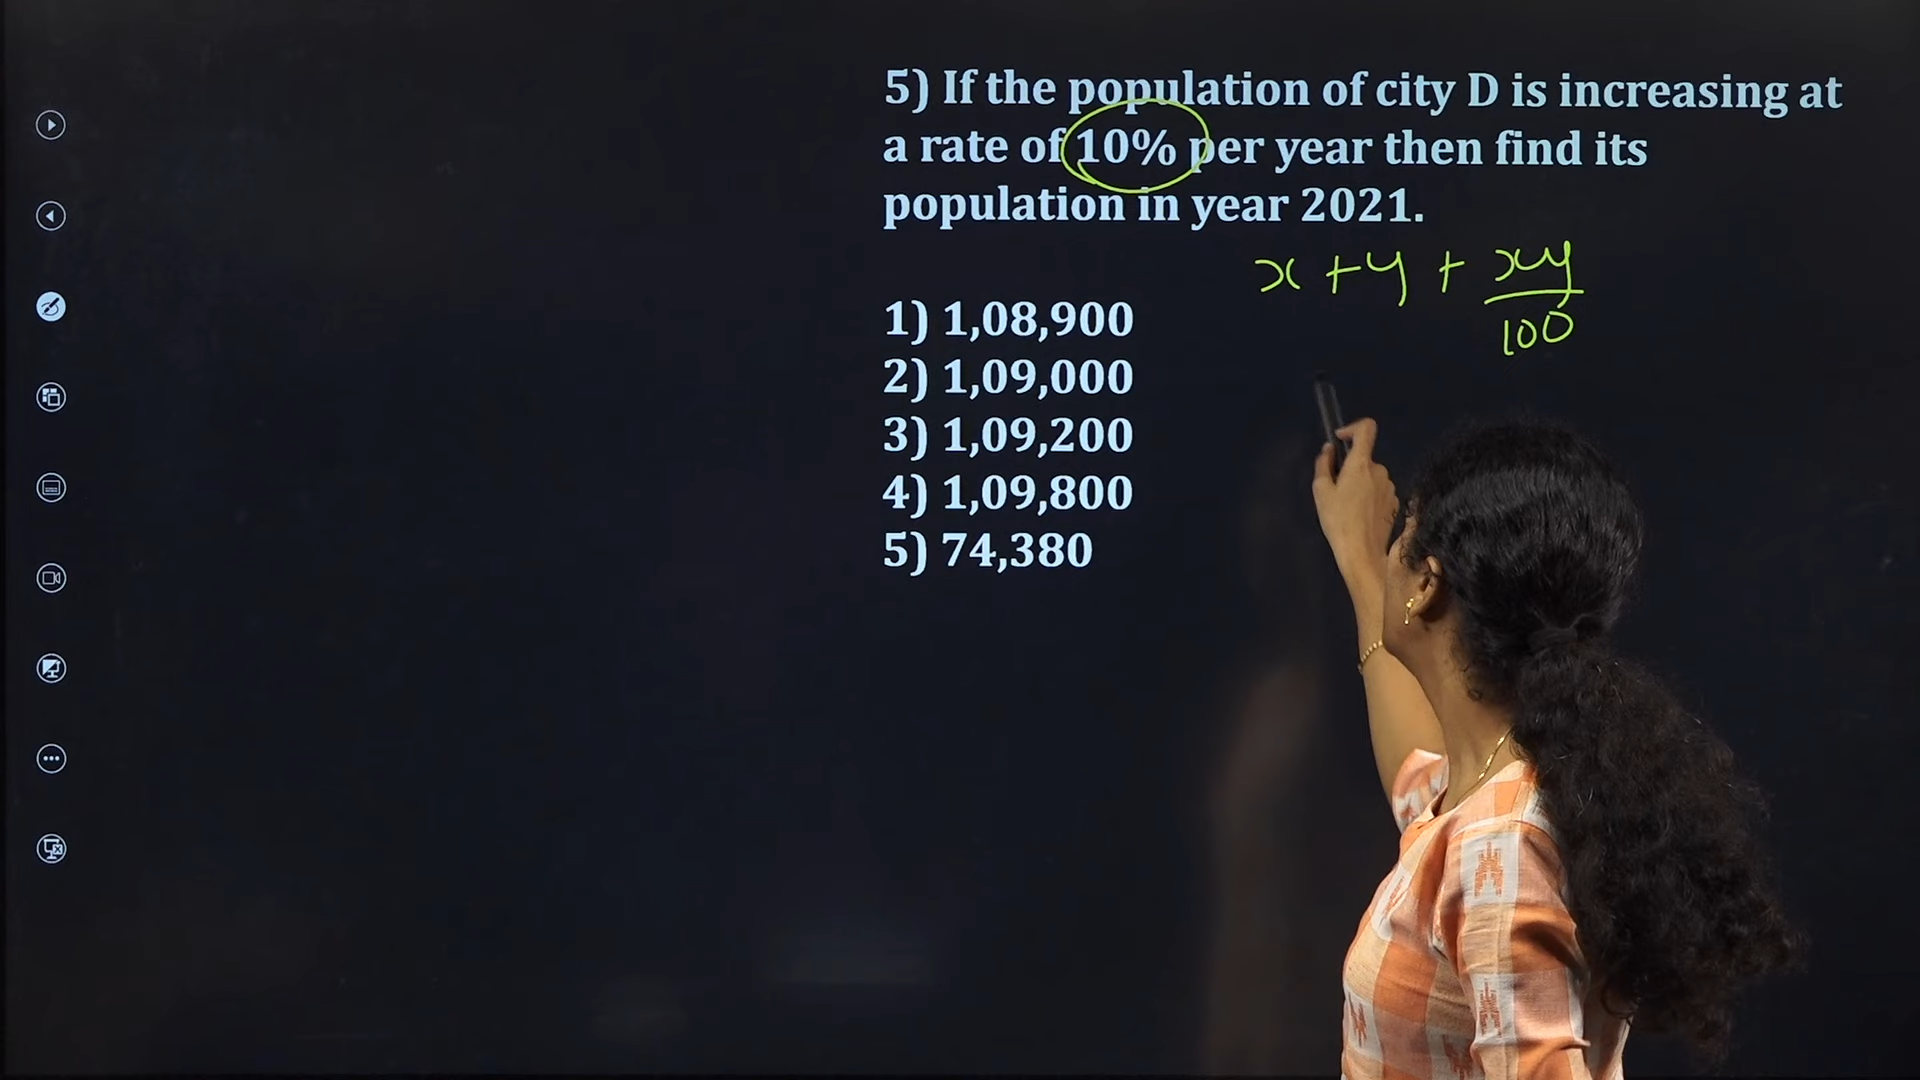 5) If the population of city D is increasing at
a rate of 10% per year then find its
population in year 2021.
x + y + xy/100
1) 1,08,900
2) 1,09,000
3) 1,09,200
4) 1,09,800
5) 74,380